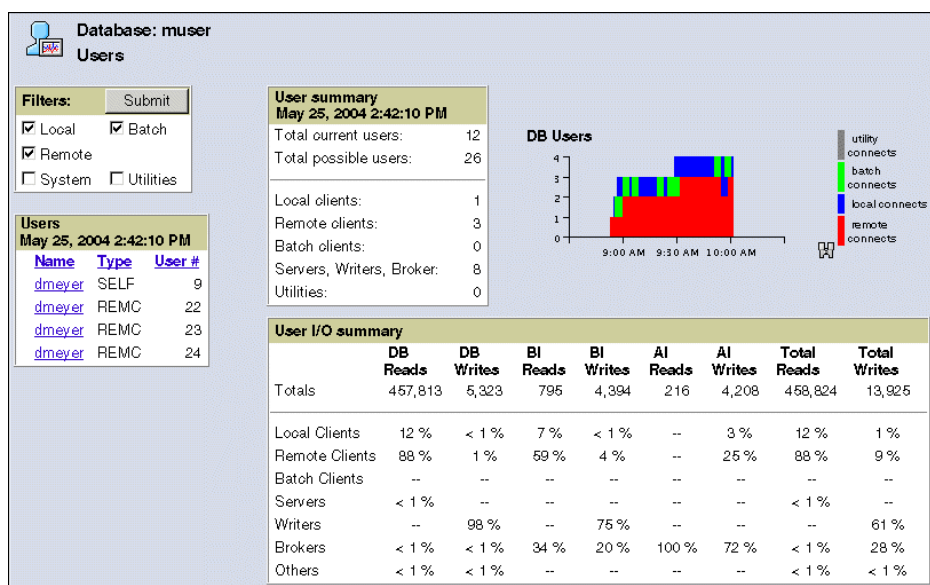 Database: muser
Users
Filters: Submit
Local Batch
Remote
System Utilities
Users
May 25, 2004 2:42:10 PM
Name Type User #
dmeyer SELF 9
dmeyer REMC 22
dmeyer REMC 23
dmeyer REMC 24
User summary
May 25, 2004 2:42:10 PM
Total current users: 12
Total possible users: 26
Local clients: 1
Remote clients: 3
Batch clients: 0
Servers, Writers, Broker: 8
Utilities: 0
DB Users
4
3
2
1
0
9:00 AM 9:30 AM 10:00 AM
utility
connects
batch
connects
local connects
remote
connects
User I/O summary
DB Reads DB Writes BI Reads BI Writes AI Reads AI Writes Total Reads Total Writes
Totals 457,813 5,323 795 4,394 216 4,208 458,824 13,925
Local Clients 12 % < 1 % 7 % < 1 % -- 3 % 12 % 1 %
Remote Clients 88 % 1 % 59 % 4 % -- 25 % 88 % 9 %
Batch Clients -- -- -- -- -- -- -- --
Servers < 1 % -- -- -- -- -- < 1 % --
Writers -- 98 % -- 75 % -- -- -- 61 %
Brokers < 1 % < 1 % 34 % 20 % 100 % 72 % < 1 % 28 %
Others < 1 % < 1 % -- -- -- -- < 1 % < 1 %